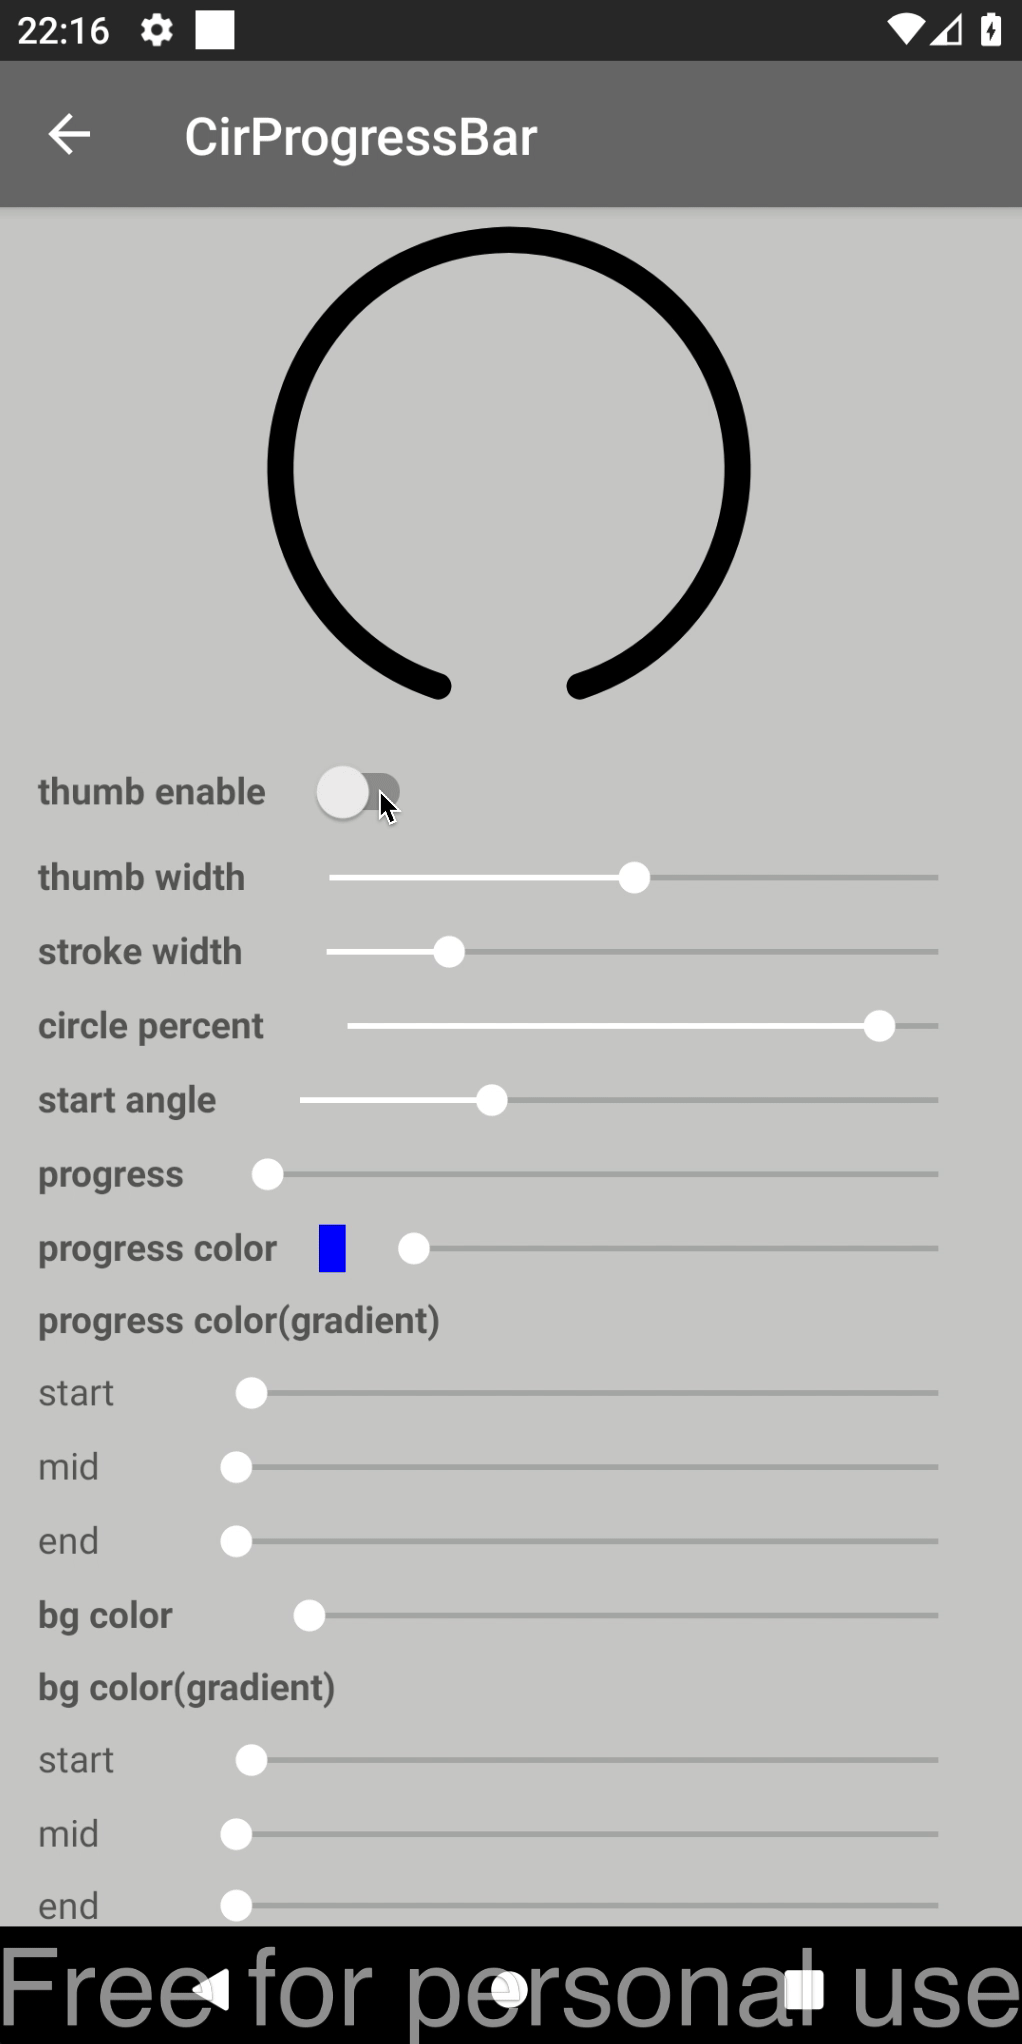 22:16
CirProgressBar
thumb enable
thumb width
stroke width
circle percent
start angle
progress
progress color
progress color(gradient)
start
mid
end
bg color
bg color(gradient)
start
mid
end
Free for personal use